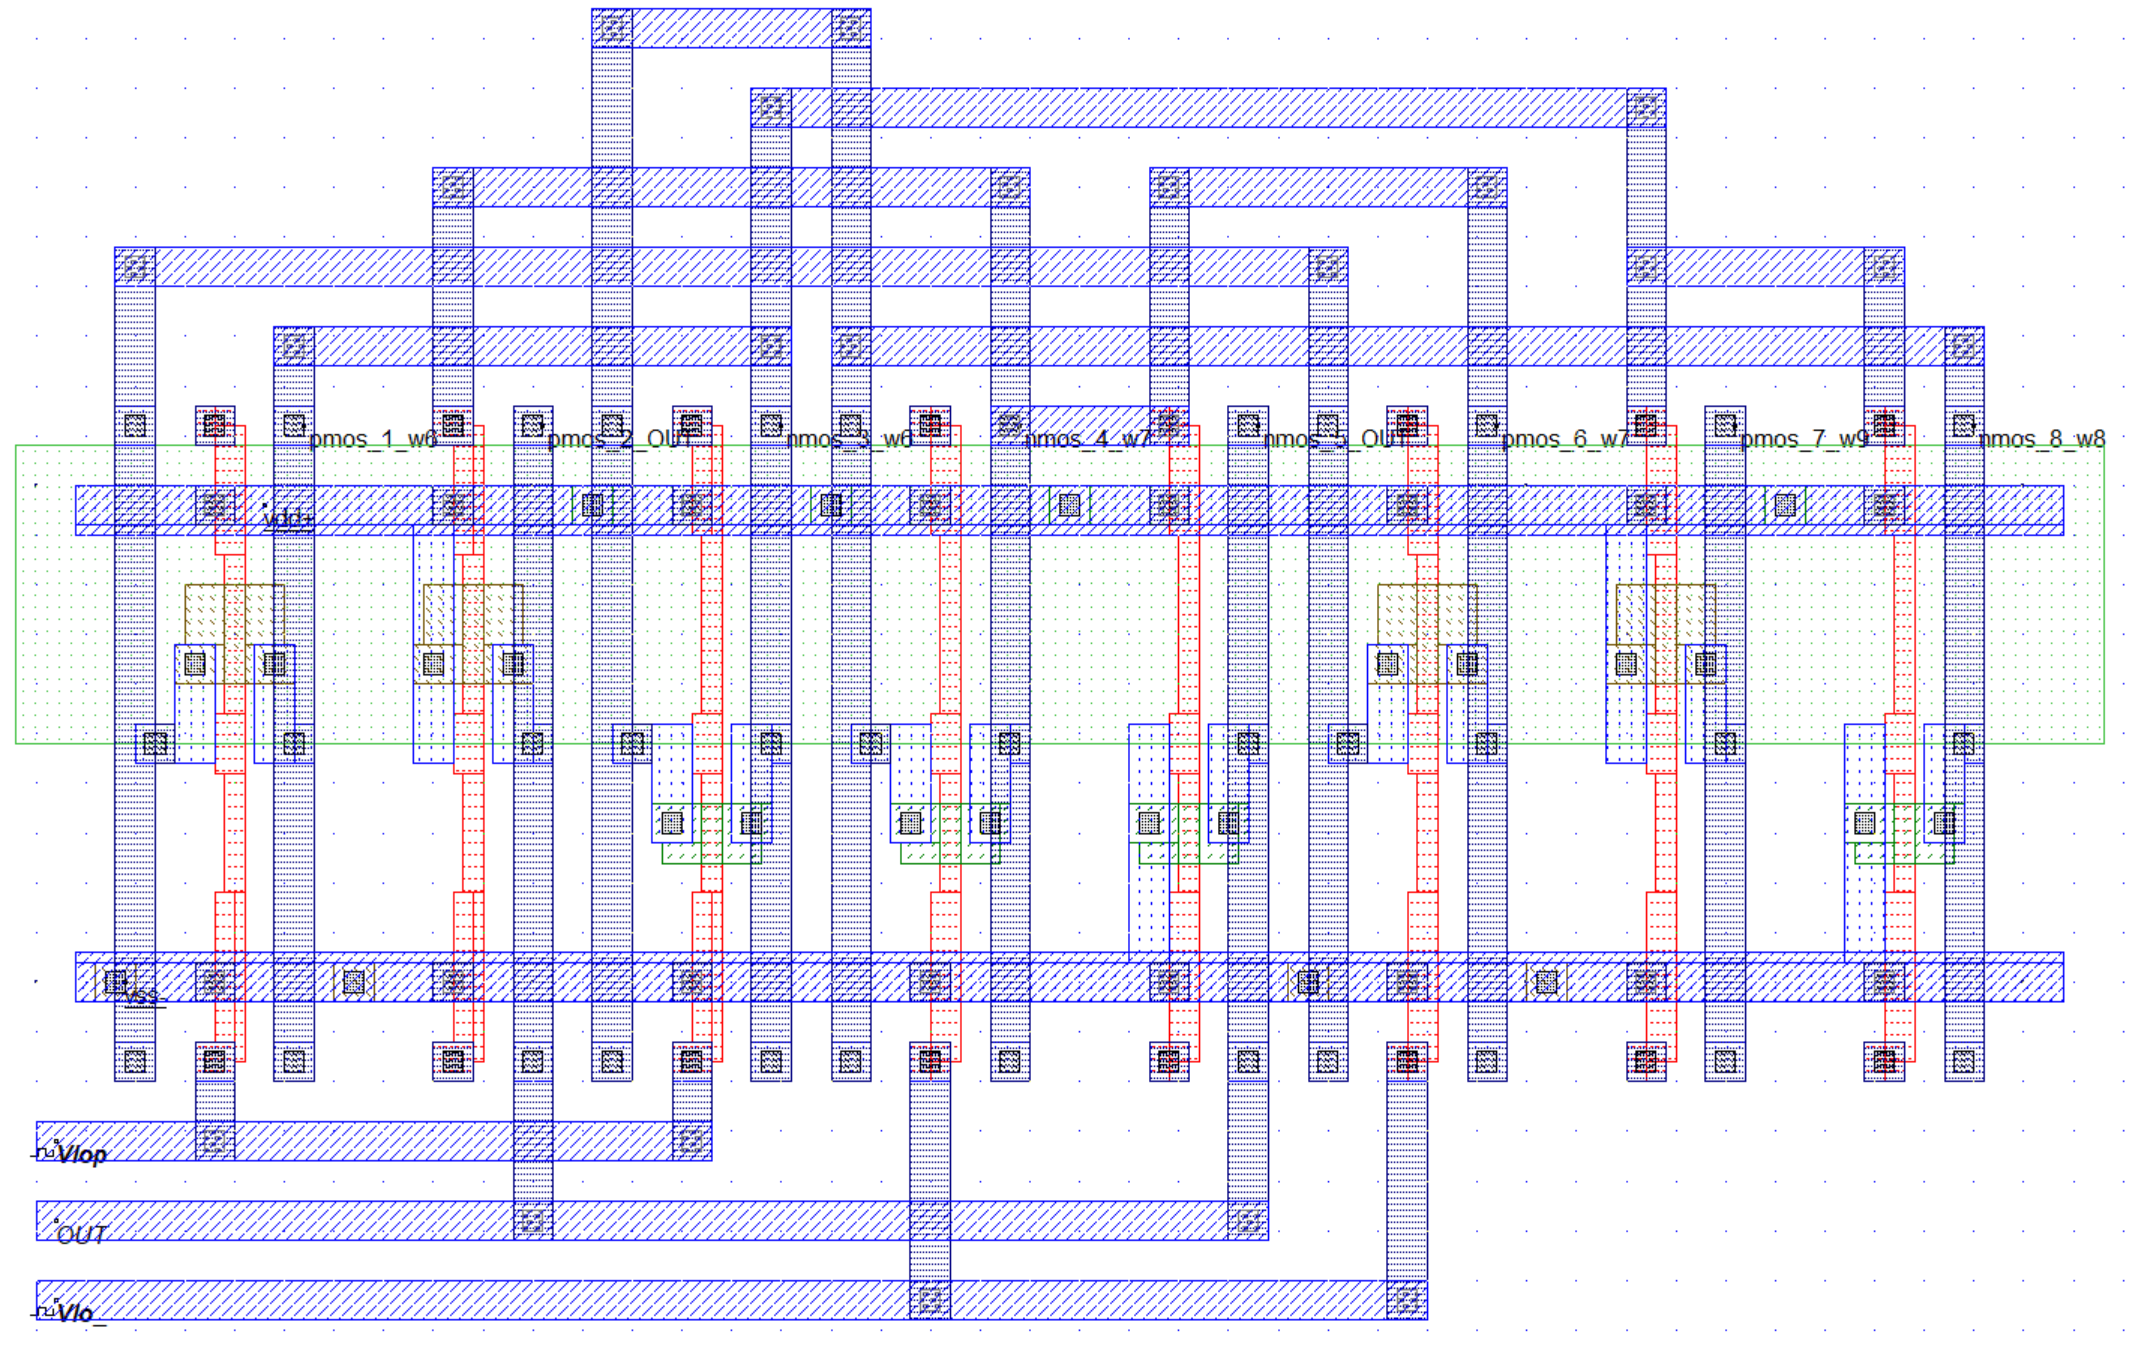 pmos_1_w6 pmos_2_OUT nmos_3_w6 nmos_4_w7 nmos_5_OUT pmos_6_w7 pmos_7_w9 nmos_8_w8
vdd+
vss-
Vlop
OUT
Vlo_